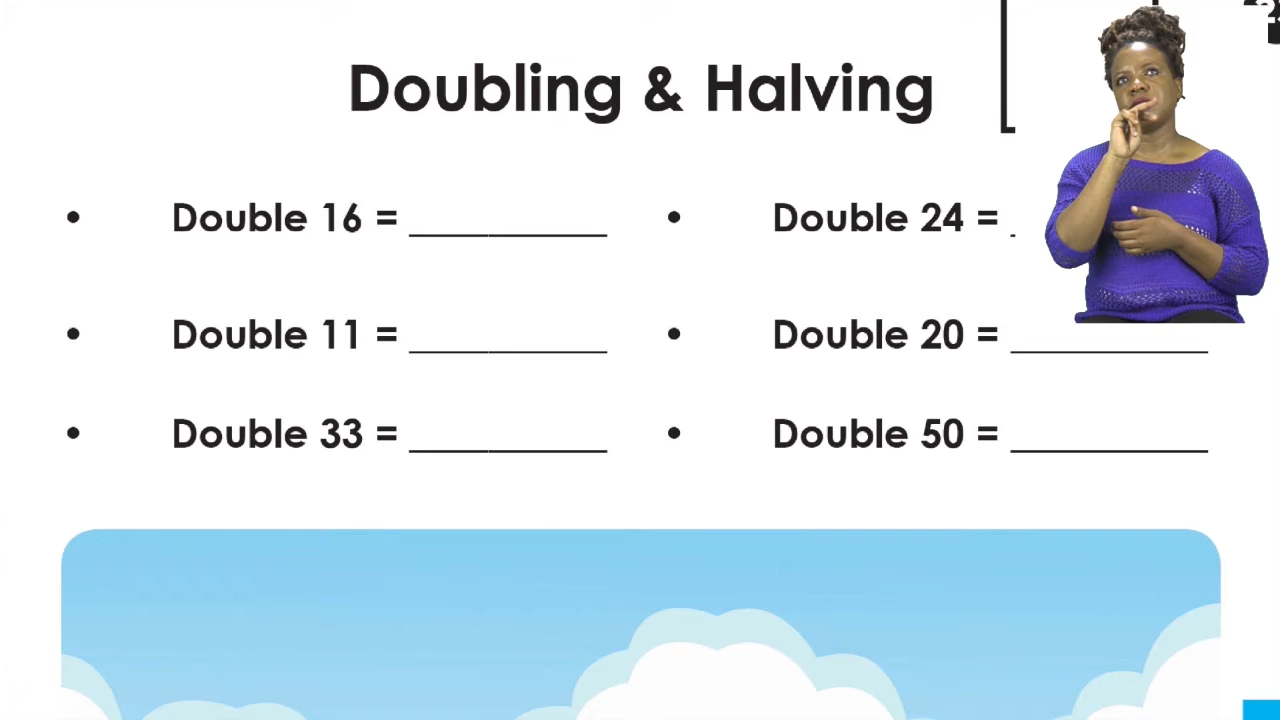 Doubling & Halving
• Double 16 = __________
• Double 24 = _
• Double 11 = __________
• Double 20 = __________
• Double 33 = __________
• Double 50 = __________